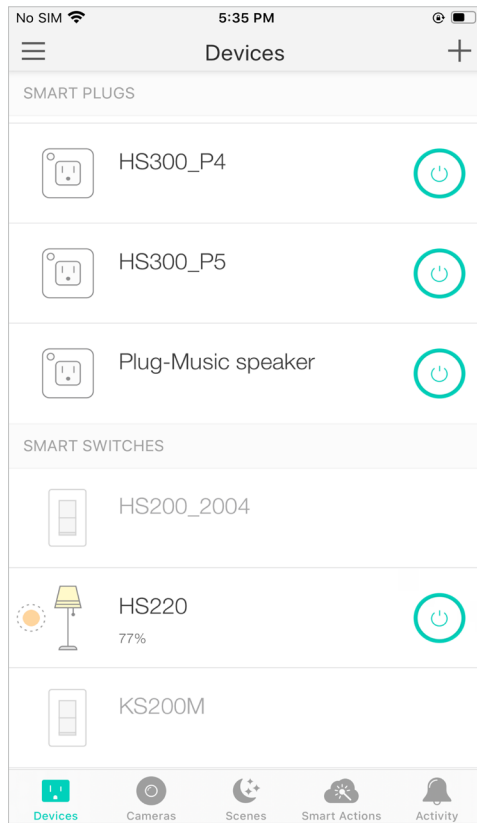 No SIM 5:35 PM
Devices
SMART PLUGS
HS300_P4
HS300_P5
Plug-Music speaker
SMART SWITCHES
HS200_2004
HS220
77%
KS200M
Devices Cameras Scenes Smart Actions Activity